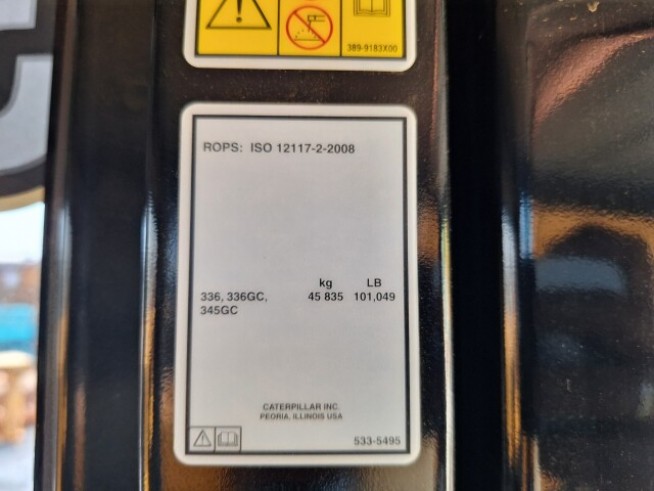 389-9183X00
ROPS: ISO 12117-2-2008
kg LB
336, 336GC, 45 835 101,049
345GC
CATERPILLAR INC.
PEORIA, ILLINOIS USA
533-5495